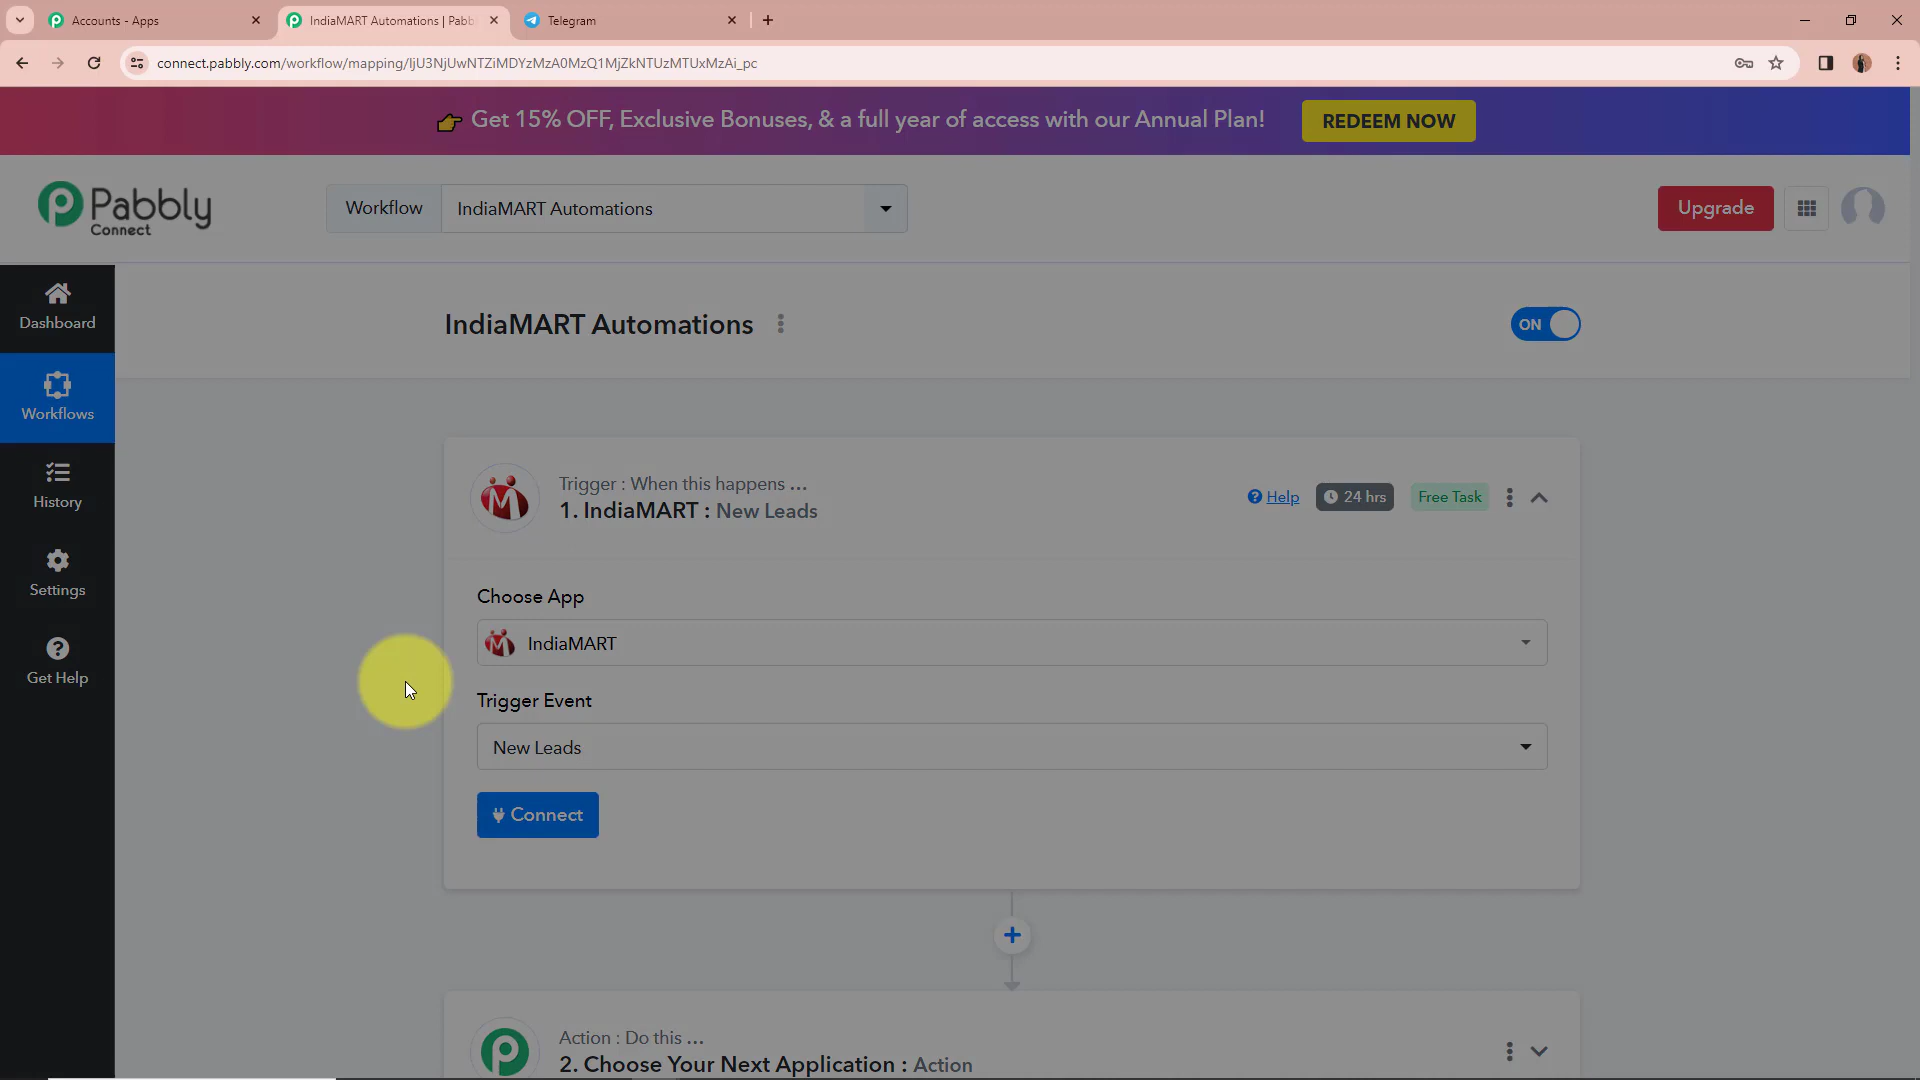 Accounts - Apps
IndiaMART Automations | Pabb
Telegram
connect.pabbly.com/workflow/mapping/IjU3NjUwNTZiMDYzMzA0MzQ1MjZkNTUzMTUxMzAi_pc
Get 15% OFF, Exclusive Bonuses, & a full year of access with our Annual Plan!
REDEEM NOW
Pabbly
Connect
Workflow
IndiaMART Automations
Upgrade
Dashboard
Workflows
History
Settings
Get Help
IndiaMART Automations
ON
Trigger : When this happens ...
1. IndiaMART : New Leads
Help
24 hrs
Free Task
Choose App
IndiaMART
Trigger Event
New Leads
Connect
Action : Do this ...
2. Choose Your Next Application : Action